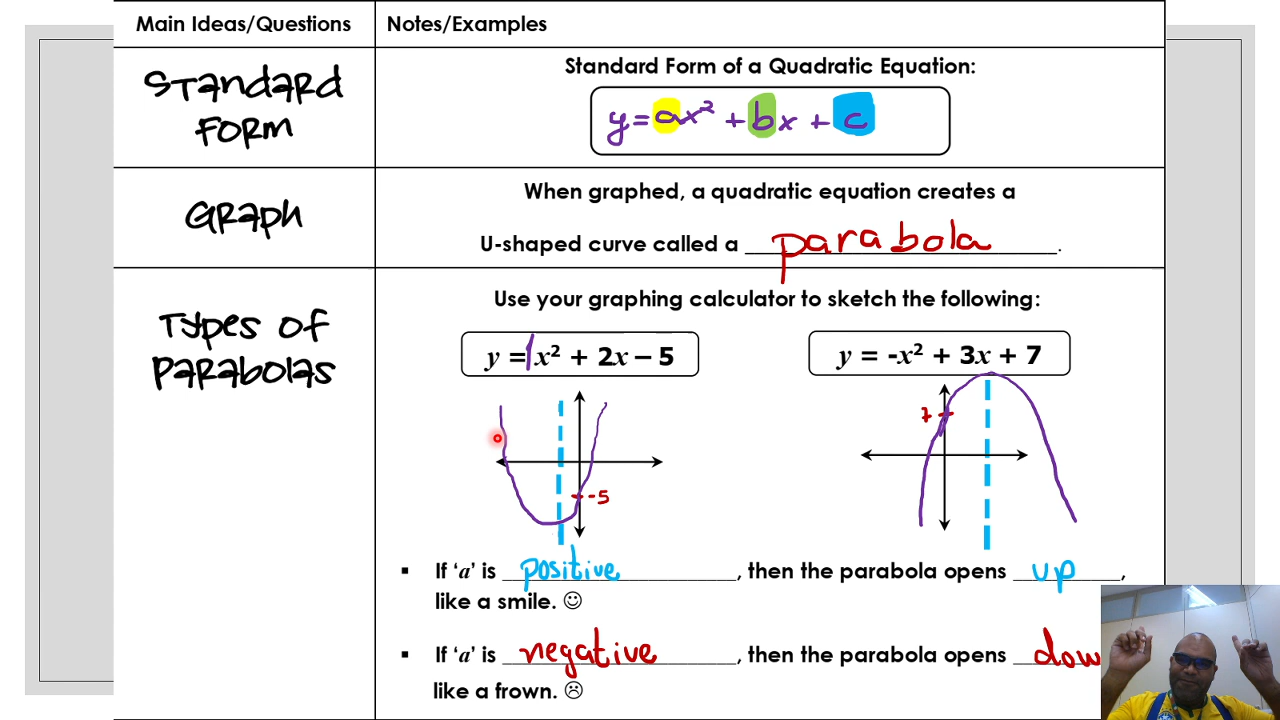 Main Ideas/Questions
Notes/Examples
Standard
Form
Standard Form of a Quadratic Equation:
y = ax² + bx + c
Graph
When graphed, a quadratic equation creates a
U-shaped curve called a parabola.
Types of
Parabolas
Use your graphing calculator to sketch the following:
y = 1x² + 2x – 5
y = -x² + 3x + 7
7
-5
▪ If ‘a’ is positive, then the parabola opens up,
like a smile. ☺
▪ If ‘a’ is negative, then the parabola opens
like a frown. ☹